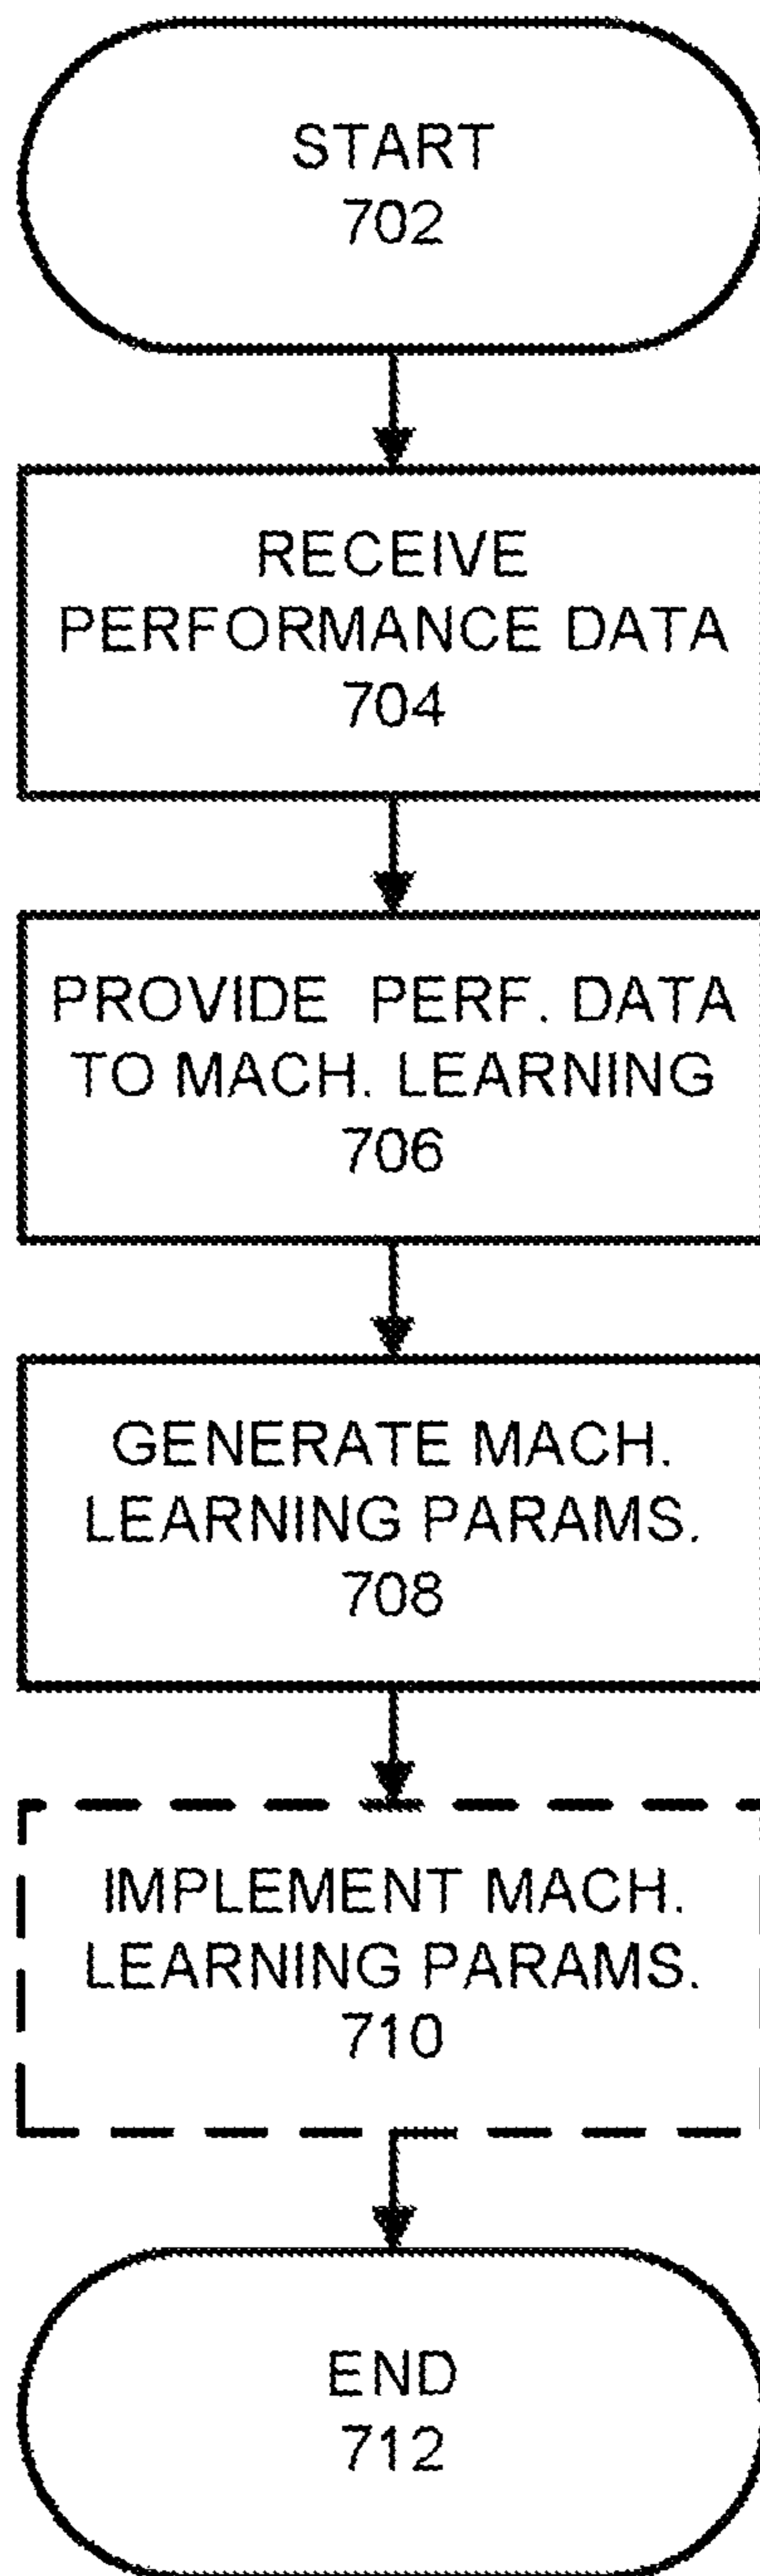 START
702
RECEIVE
PERFORMANCE DATA
704
PROVIDE PERF. DATA
TO MACH. LEARNING
706
GENERATE MACH.
LEARNING PARAMS.
708
IMPLEMENT MACH.
LEARNING PARAMS.
710
END
712